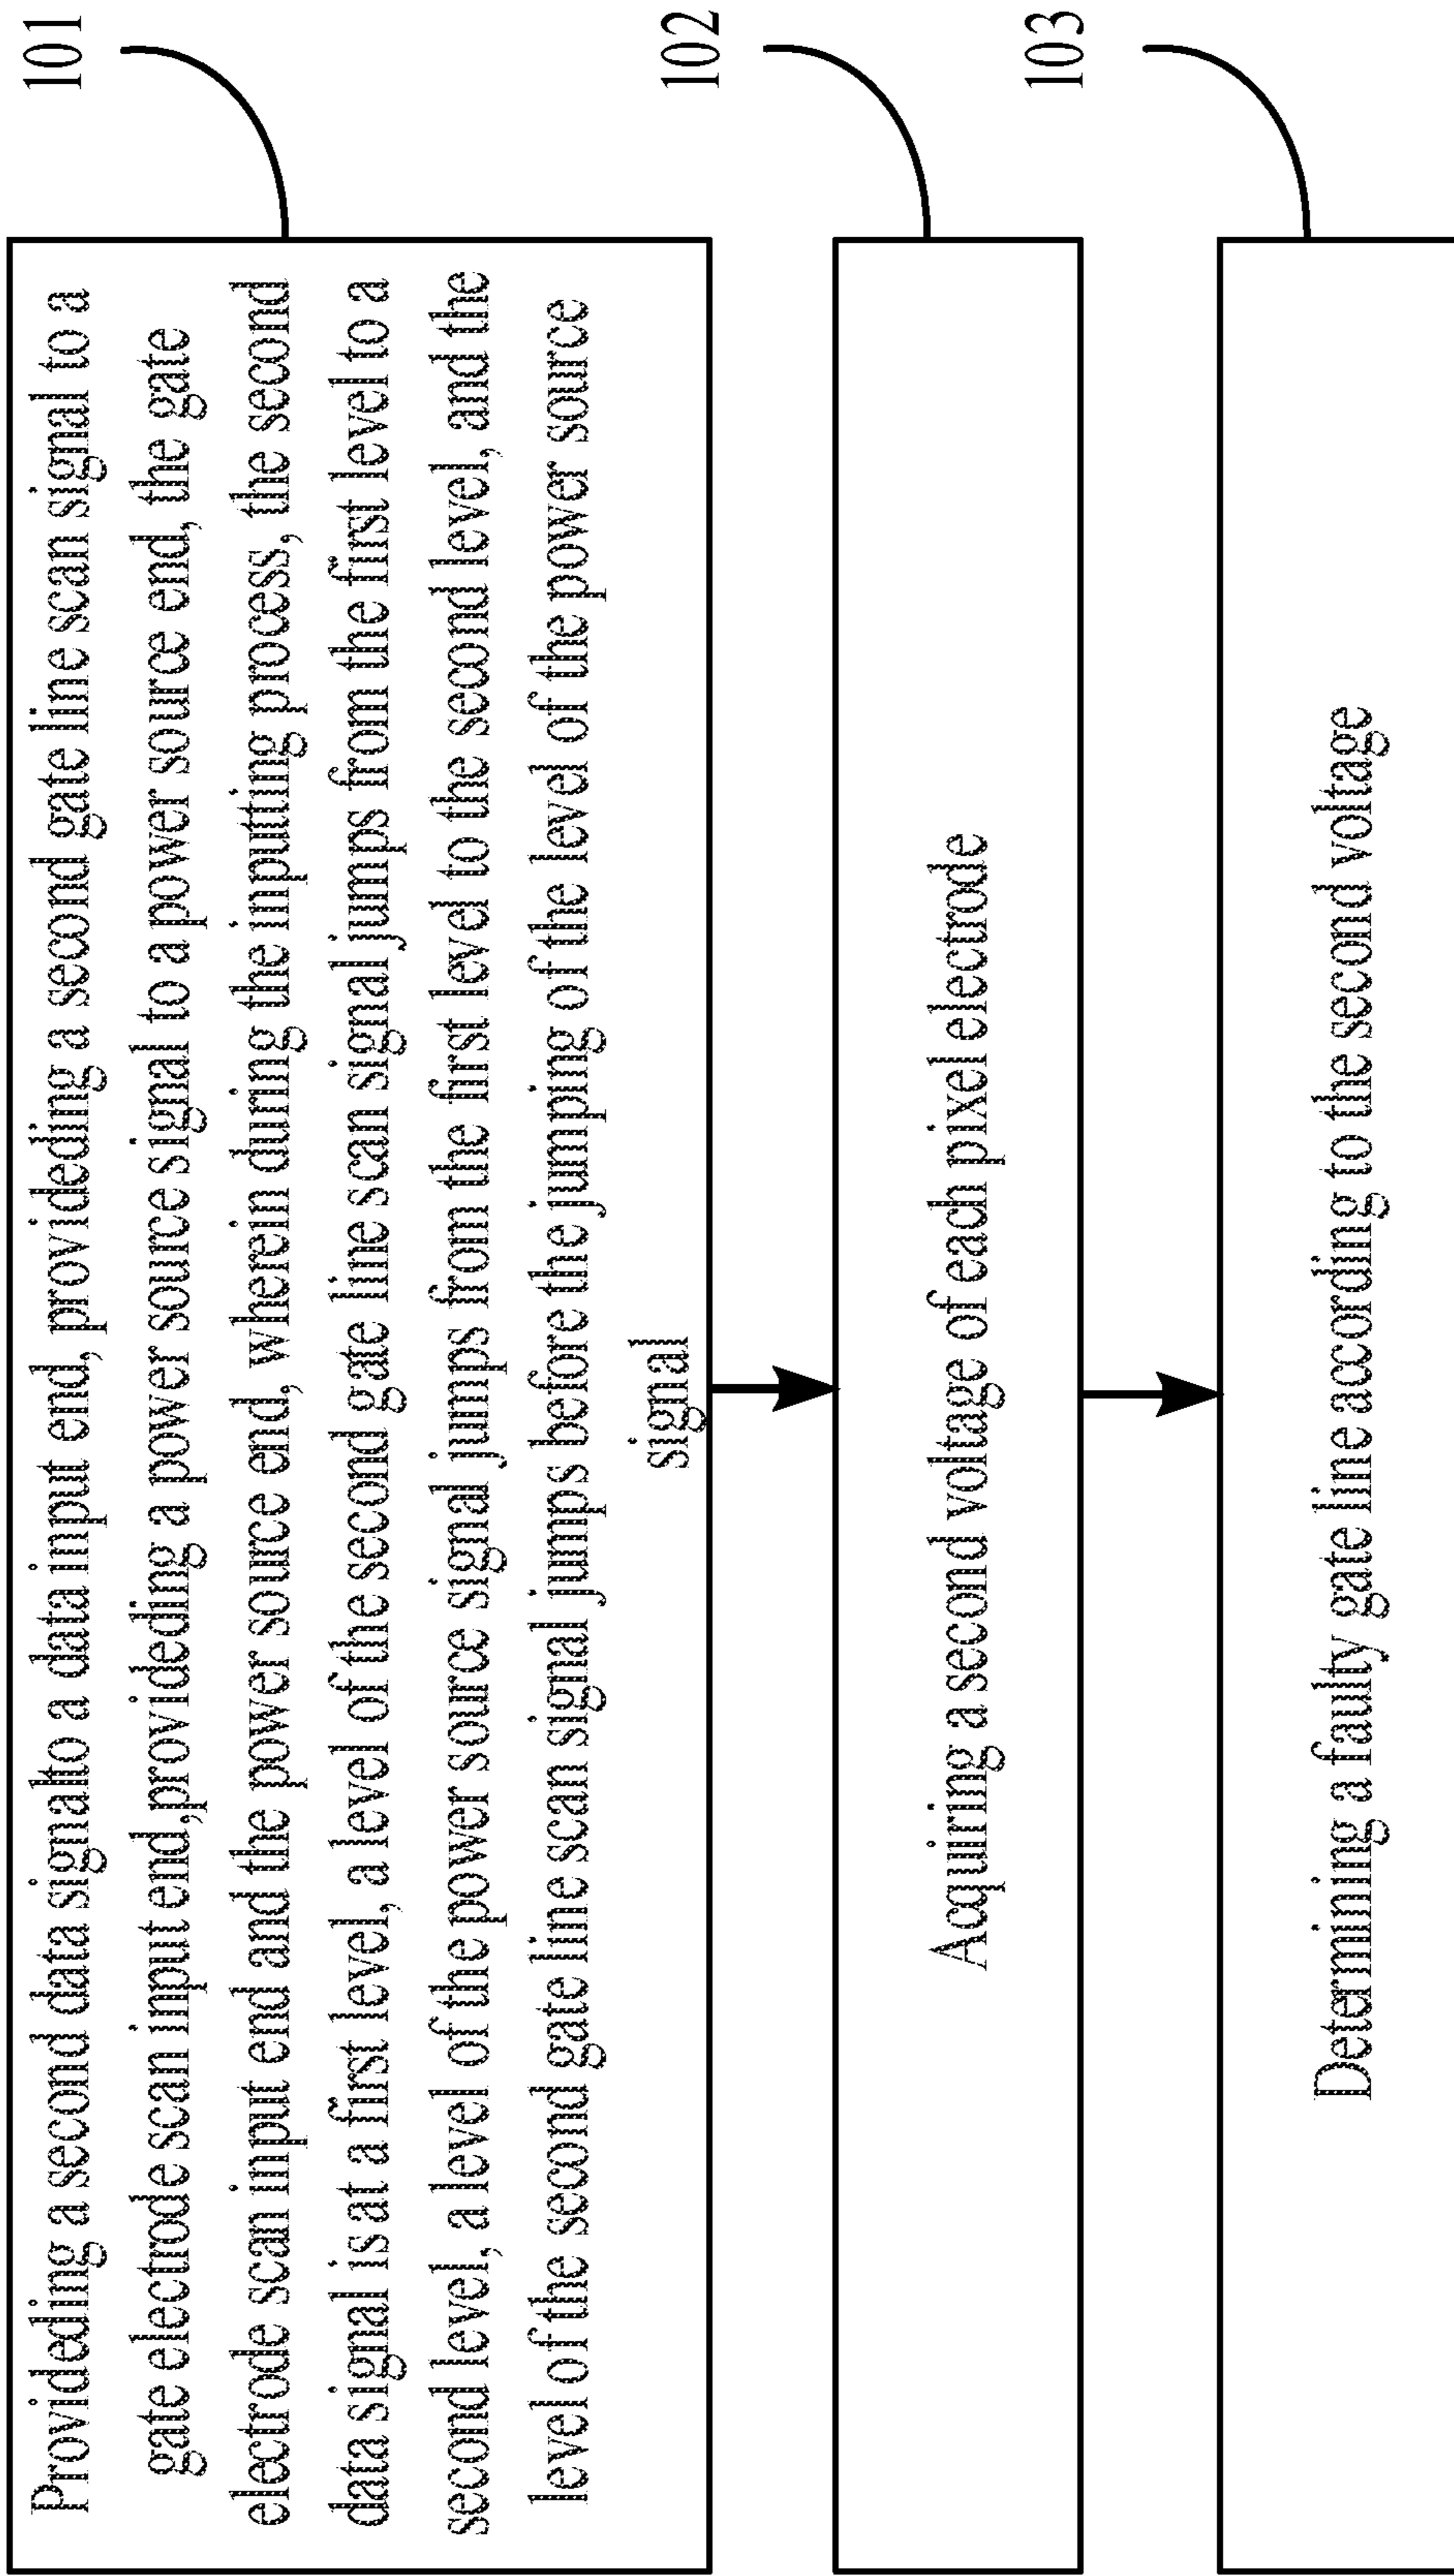 101
Provideding a second data signalto a data input end, provideding a second gate line scan signal to a
gate electrode scan input end,provideding a power source signal to a power source end, the gate
electrode scan input end and the power source end, wherein during the inputting process, the second
data signal is at a first level, a level of the second gate line scan signal jumps from the first level to a
second level, a level of the power source signal jumps from the first level to the second level, and the
level of the second gate line scan signal jumps before the jumping of the level of the power source
signal
102
Acquiring a second voltage of each pixel electrode
103
Determining a faulty gate line according to the second voltage